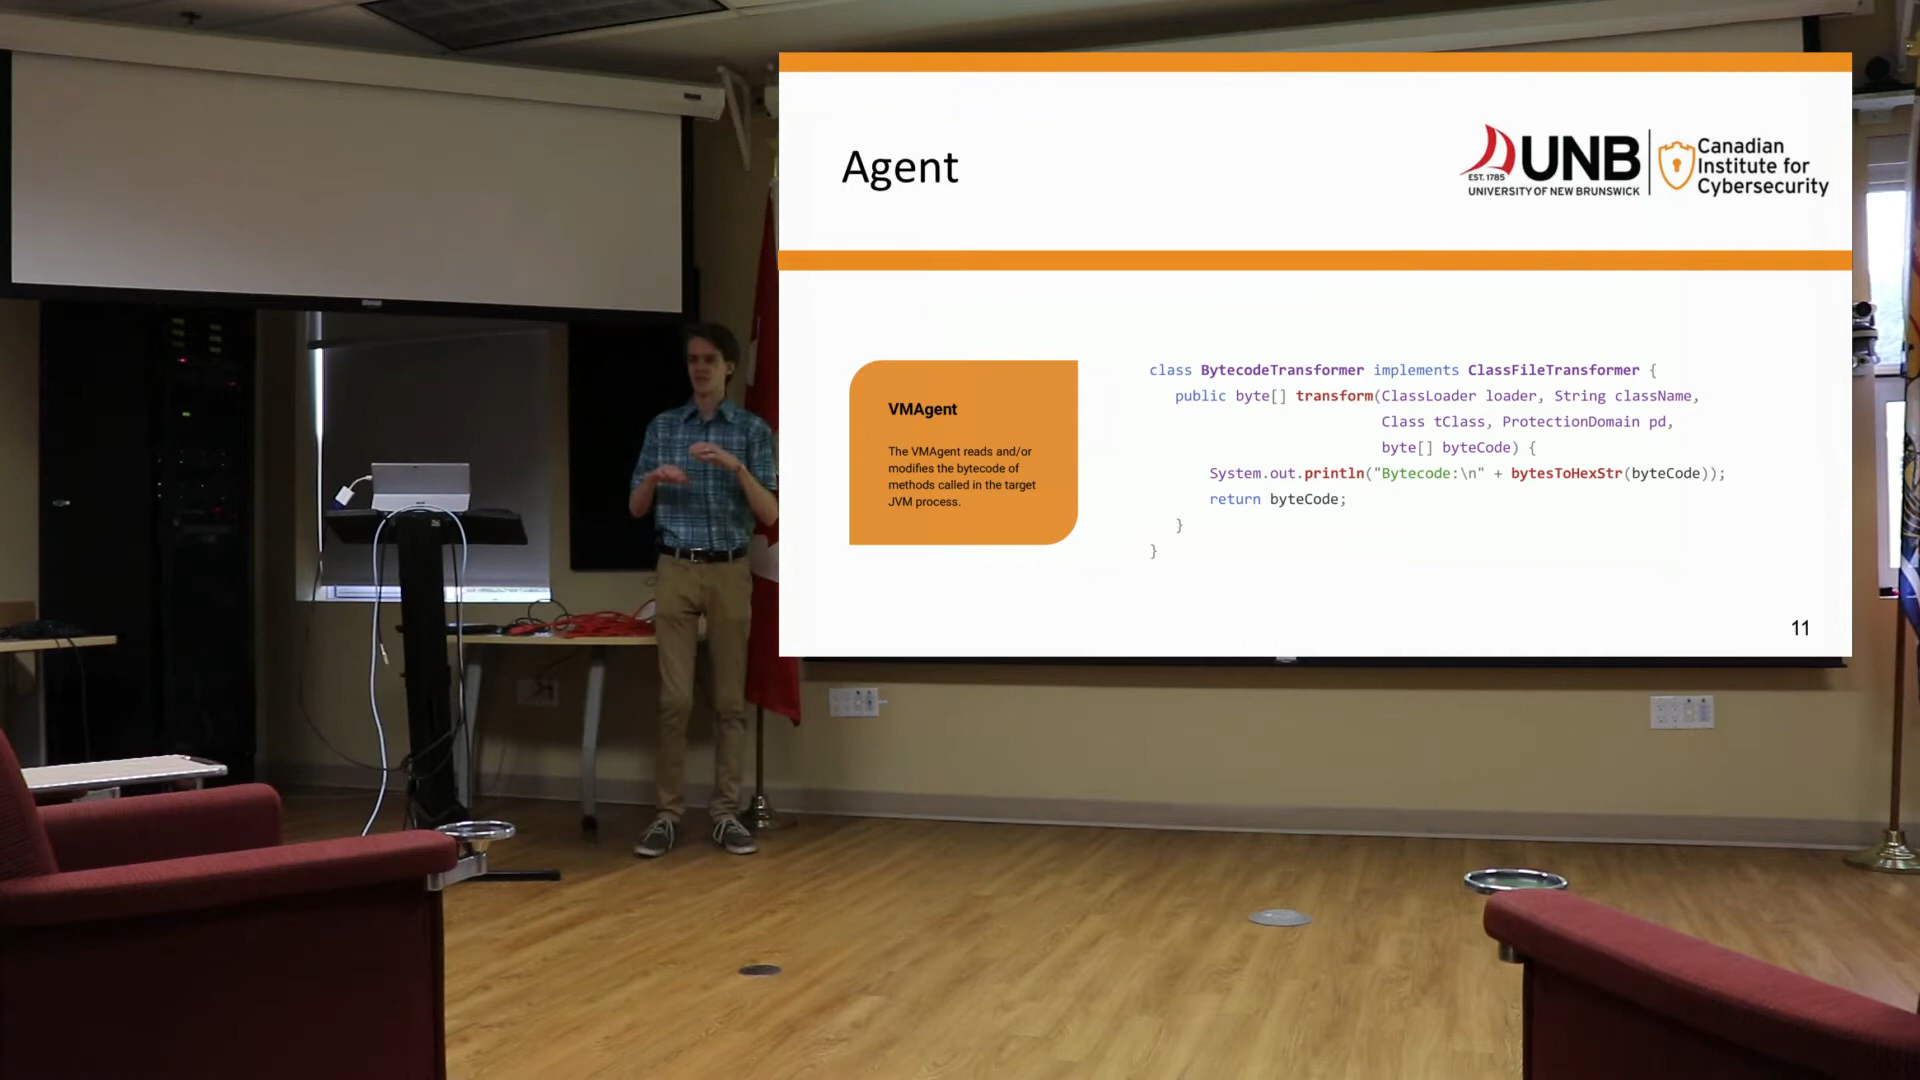 Agent
EST. 1785
UNB
UNIVERSITY OF NEW BRUNSWICK
Canadian
Institute for
Cybersecurity
VMAgent
The VMAgent reads and/or
modifies the bytecode of
methods called in the target
JVM process.
class BytecodeTransformer implements ClassFileTransformer {
public byte[] transform(ClassLoader loader, String className,
Class tClass, ProtectionDomain pd,
byte[] byteCode) {
System.out.println("Bytecode:\n" + bytesToHexStr(byteCode));
return byteCode;
}
}
11